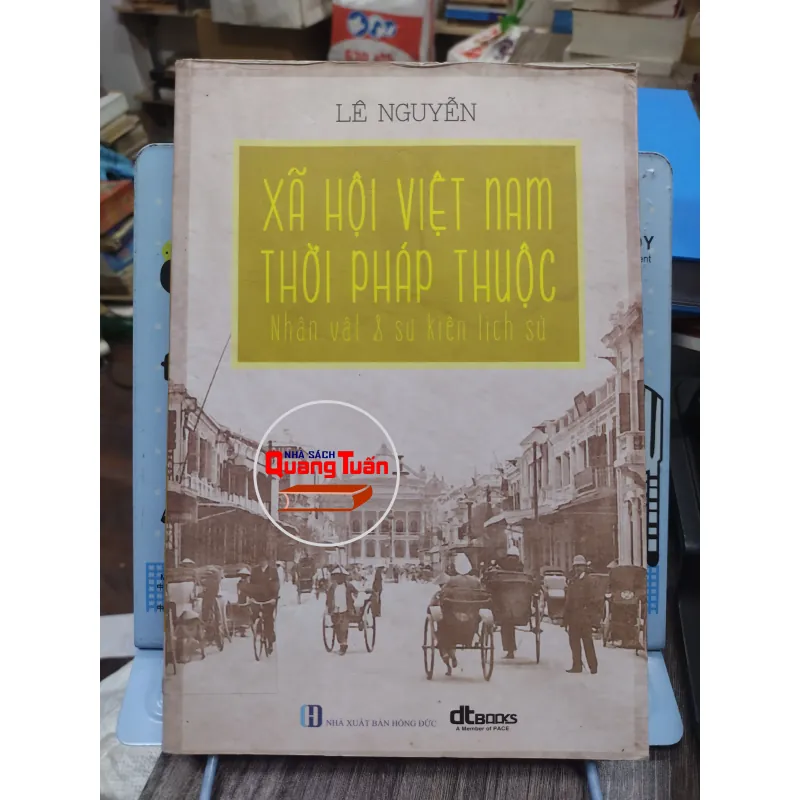 LÊ NGUYỄN
XÃ HỘI VIỆT NAM
THỜI PHÁP THUỘC
Nhân vật & sự kiện lịch sử
NHÀ SÁCH
Quang Tuấn
NHÀ XUẤT BẢN HỒNG ĐỨC
dtBOOKS
A Member of PACE